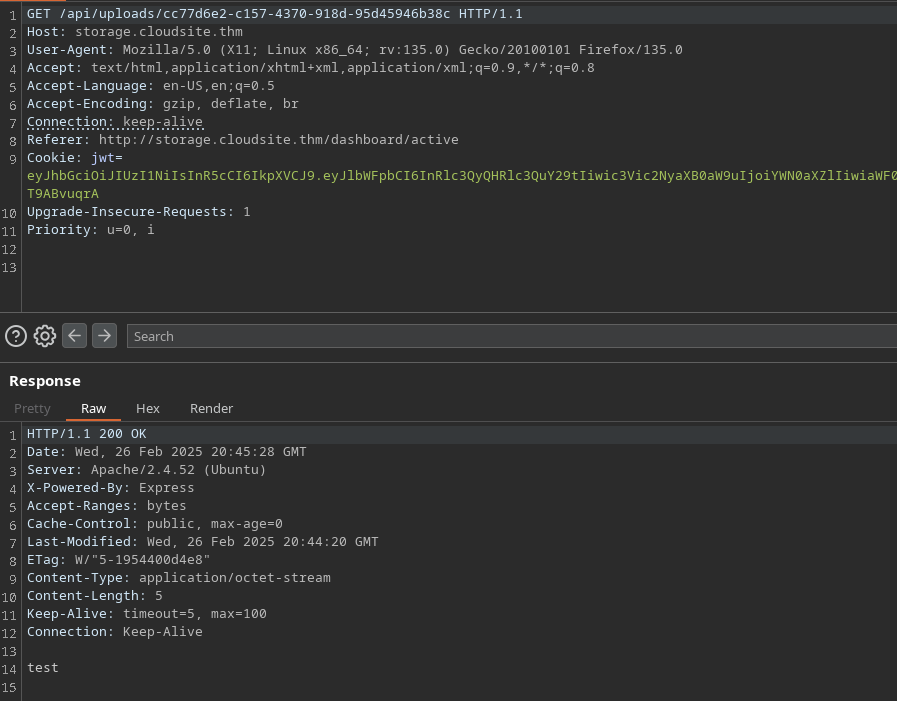 1 GET /api/uploads/cc77d6e2-c157-4370-918d-95d45946b38c HTTP/1.1
2 Host: storage.cloudsite.thm
3 User-Agent: Mozilla/5.0 (X11; Linux x86_64; rv:135.0) Gecko/20100101 Firefox/135.0
4 Accept: text/html,application/xhtml+xml,application/xml;q=0.9,*/*;q=0.8
5 Accept-Language: en-US,en;q=0.5
6 Accept-Encoding: gzip, deflate, br
7 Connection: keep-alive
8 Referer: http://storage.cloudsite.thm/dashboard/active
9 Cookie: jwt=
eyJhbGciOiJIUzI1NiIsInR5cCI6IkpXVCJ9.eyJlbWFpbCI6InRlc3QyQHRlc3QuY29tIiwic3Vic2NyaXB0aW9uIjoiYWN0aXZlIiwiaWF0
T9ABvuqrA
10 Upgrade-Insecure-Requests: 1
11 Priority: u=0, i
12
13
Search
Response
Pretty Raw Hex Render
1 HTTP/1.1 200 OK
2 Date: Wed, 26 Feb 2025 20:45:28 GMT
3 Server: Apache/2.4.52 (Ubuntu)
4 X-Powered-By: Express
5 Accept-Ranges: bytes
6 Cache-Control: public, max-age=0
7 Last-Modified: Wed, 26 Feb 2025 20:44:20 GMT
8 ETag: W/"5-1954400d4e8"
9 Content-Type: application/octet-stream
10 Content-Length: 5
11 Keep-Alive: timeout=5, max=100
12 Connection: Keep-Alive
13
14 test
15